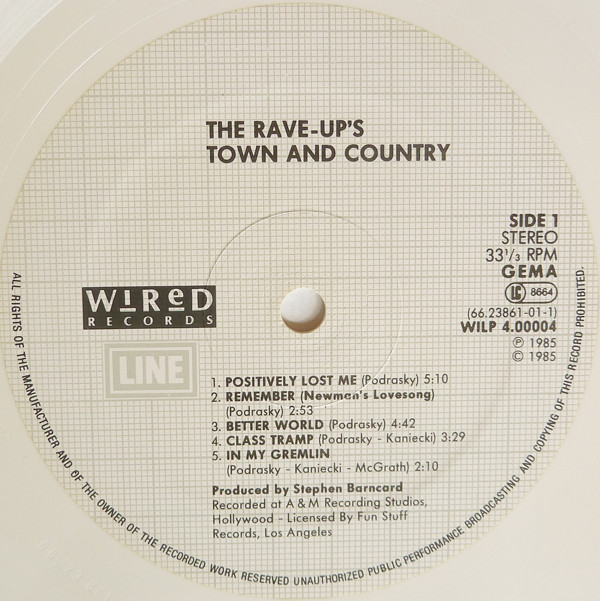 THE RAVE-UP'S
TOWN AND COUNTRY
SIDE 1
STEREO
33 1/3 RPM
GEMA
LC 8664
(66.23861-01-1)
WILP 4.00004
℗ 1985
© 1985
WIReD
RECORDS
LINE
1. POSITIVELY LOST ME (Podrasky) 5:10
2. REMEMBER (Newman's Lovesong)
(Podrasky) 2:53
3. BETTER WORLD (Podrasky) 4:42
4. CLASS TRAMP (Podrasky - Kaniecki) 3:29
5. IN MY GREMLIN
(Podrasky - Kaniecki - McGrath) 2:10
Produced by Stephen Barncard
Recorded at A & M Recording Studios,
Hollywood - Licensed By Fun Stuff
Records, Los Angeles
ALL RIGHTS OF THE MANUFACTURER AND OF THE OWNER OF THE RECORDED WORK RESERVED UNAUTHORIZED PUBLIC PERFORMANCE BROADCASTING AND COPYING OF THIS RECORD PROHIBITED.